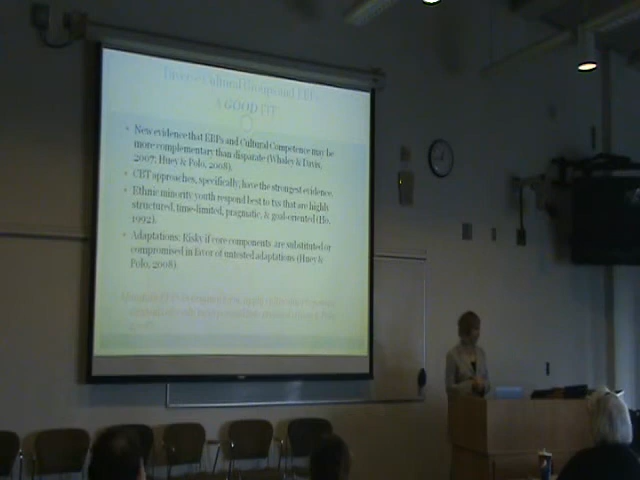 Diverse Cultural Groups and EBPs
A GOOD FIT
• New evidence that EBPs and Cultural Competence may be
more complementary than disparate (Whaley & Davis,
2007; Huey & Polo, 2008).
• CBT approaches, specifically, have the strongest evidence.
• Ethnic minority youth respond best to txs that are highly
structured, time-limited, pragmatic, & goal-oriented (Ho,
1992).
• Adaptations: Risky if core components are substituted or
compromised in favor of untested adaptations (Huey &
Polo, 2008).